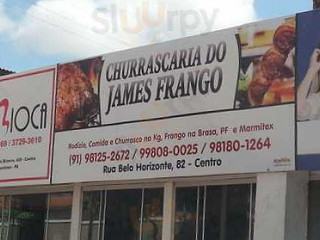 Sluurpy
CHURRASCARIA DO
JAMES FRANGO
Rodízio, Comida e Churrasco no Kg, Frango na Brasa, PF e Marmitex
(91) 98125-2672 / 99808-0025 / 98180-1264
Rua Belo Horizonte, 82 - Centro
IOCA
3729-3610